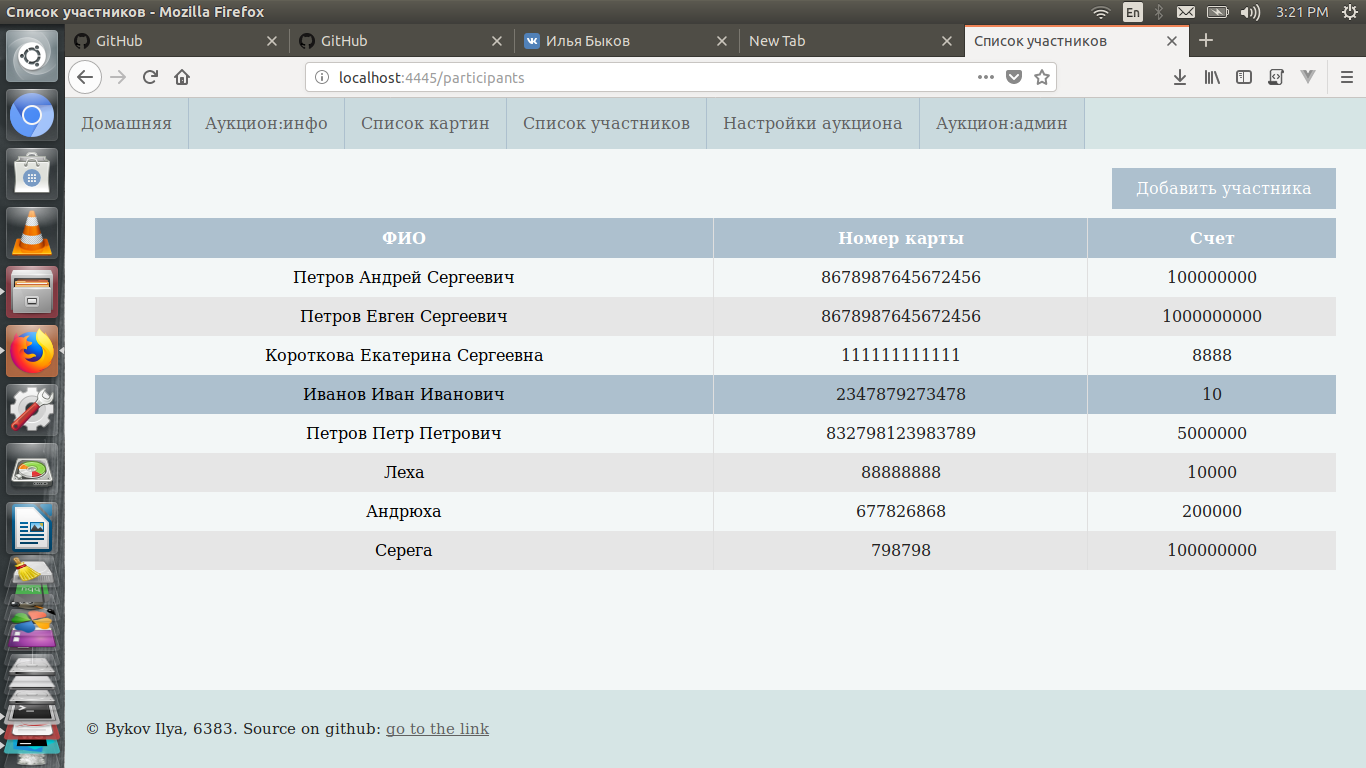 Список участников - Mozilla Firefox
En
3:21 PM
GitHub
GitHub
Илья Быков
New Tab
Список участников
localhost:4445/participants
Домашняя
Аукцион:инфо
Список картин
Список участников
Настройки аукциона
Аукцион:админ
Добавить участника
ФИО Номер карты Счет
Петров Андрей Сергеевич 8678987645672456 100000000
Петров Евген Сергеевич 8678987645672456 1000000000
Короткова Екатерина Сергеевна 111111111111 8888
Иванов Иван Иванович 2347879273478 10
Петров Петр Петрович 832798123983789 5000000
Леха 88888888 10000
Андрюха 677826868 200000
Серега 798798 100000000
© Bykov Ilya, 6383. Source on github: go to the link